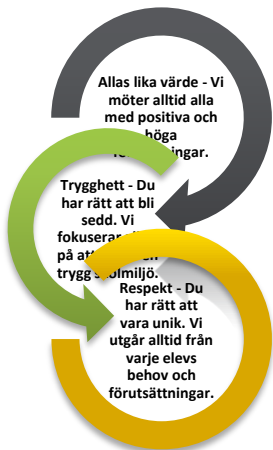 Allas lika värde - Vi
möter alltid alla
med positiva och
höga
Trygghett - Du
har rätt att bli
sedd. Vi
fokuserar
på att
trygg
Respekt - Du
har rätt att
vara unik. Vi
utgår alltid från
varje elevs
behov och
förutsättningar.